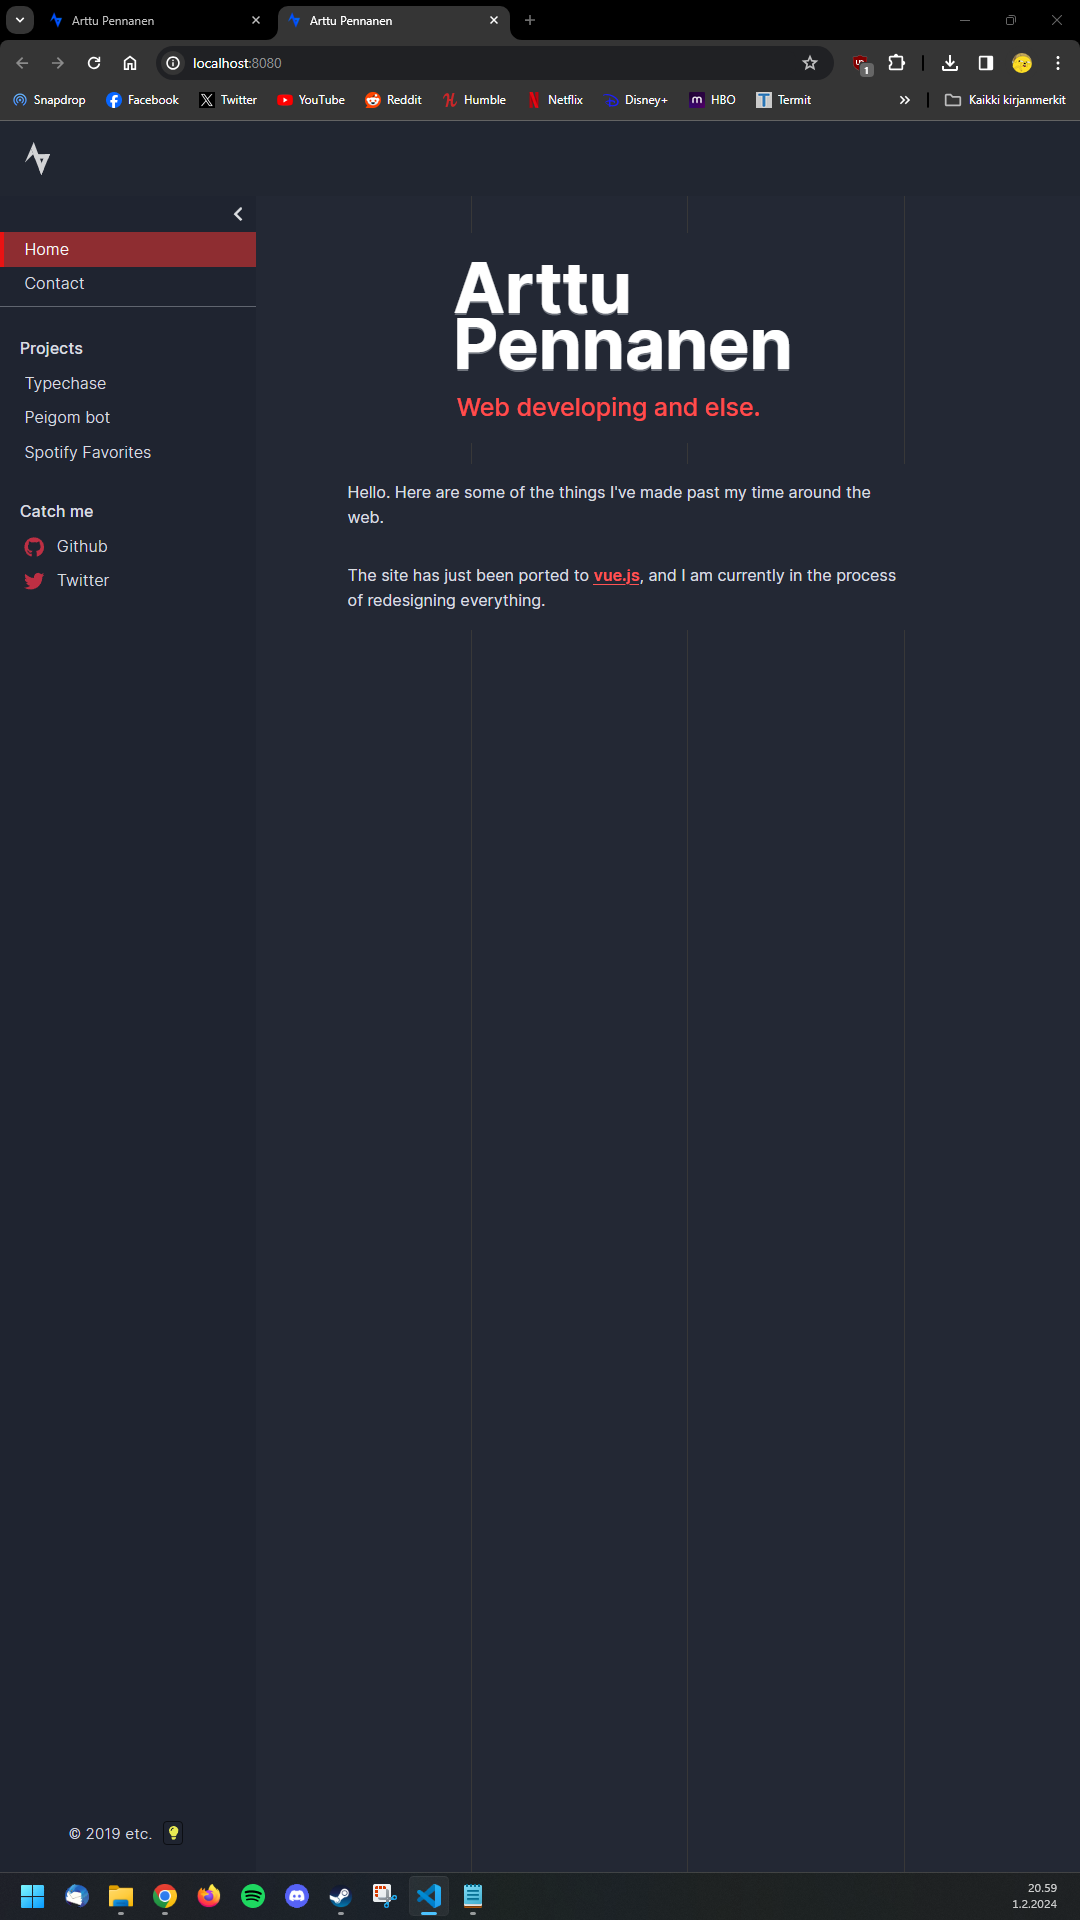 Arttu Pennanen
Arttu Pennanen
localhost:8080
1
Snapdrop Facebook Twitter YouTube Reddit Humble Netflix Disney+ HBO Termit » Kaikki kirjanmerkit
Home
Contact
Projects
Typechase
Peigom bot
Spotify Favorites
Catch me
Github
Twitter
Arttu
Pennanen
Web developing and else.
Hello. Here are some of the things I've made past my time around the
web.
The site has just been ported to vue.js, and I am currently in the process
of redesigning everything.
© 2019 etc.
20.59
1.2.2024